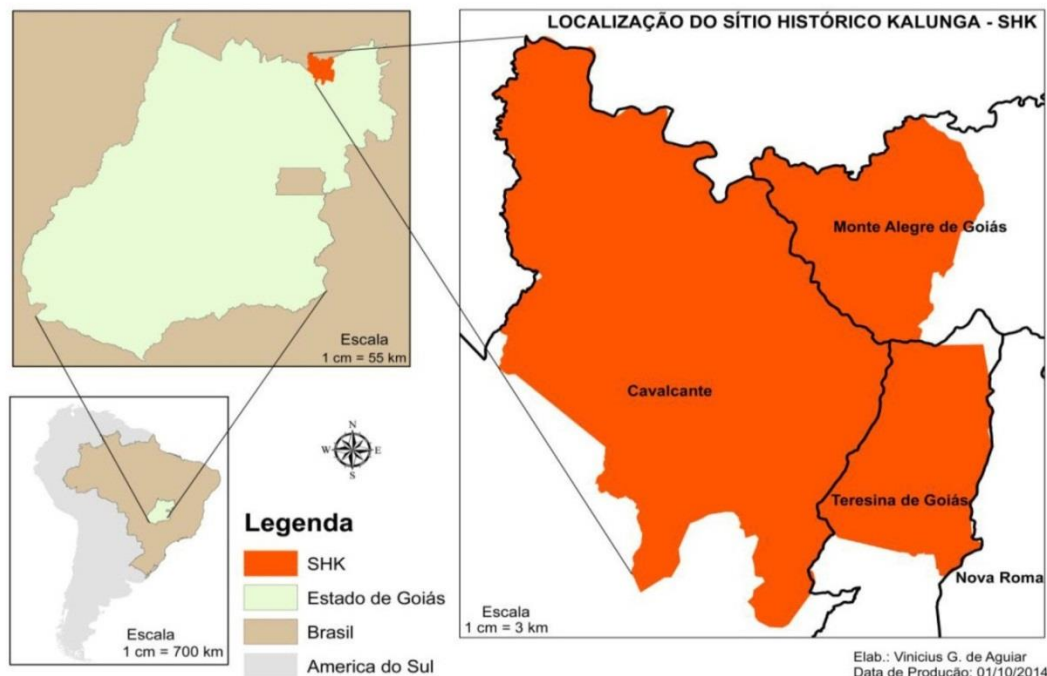 LOCALIZAÇÃO DO SÍTIO HISTÓRICO KALUNGA - SHK
Monte Alegre de Goiás
Cavalcante
Teresina de Goiás
Nova Roma
Escala
1 cm = 3 km
Escala
1 cm = 55 km
N
W E
S
Escala
1 cm = 700 km
Legenda
SHK
Estado de Goiás
Brasil
America do Sul
Elab.: Vinicius G. de Aguiar
Data de Produção: 01/10/2014